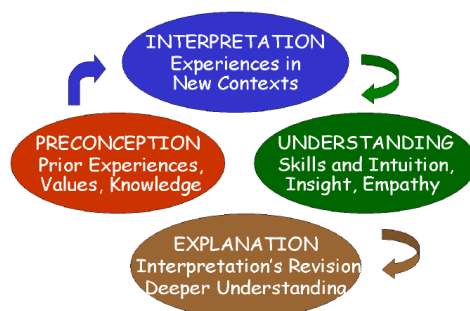 INTERPRETATION
Experiences in
New Contexts
PRECONCEPTION
Prior Experiences,
Values, Knowledge
UNDERSTANDING
Skills and Intuition,
Insight, Empathy
EXPLANATION
Interpretation's Revision
Deeper Understanding